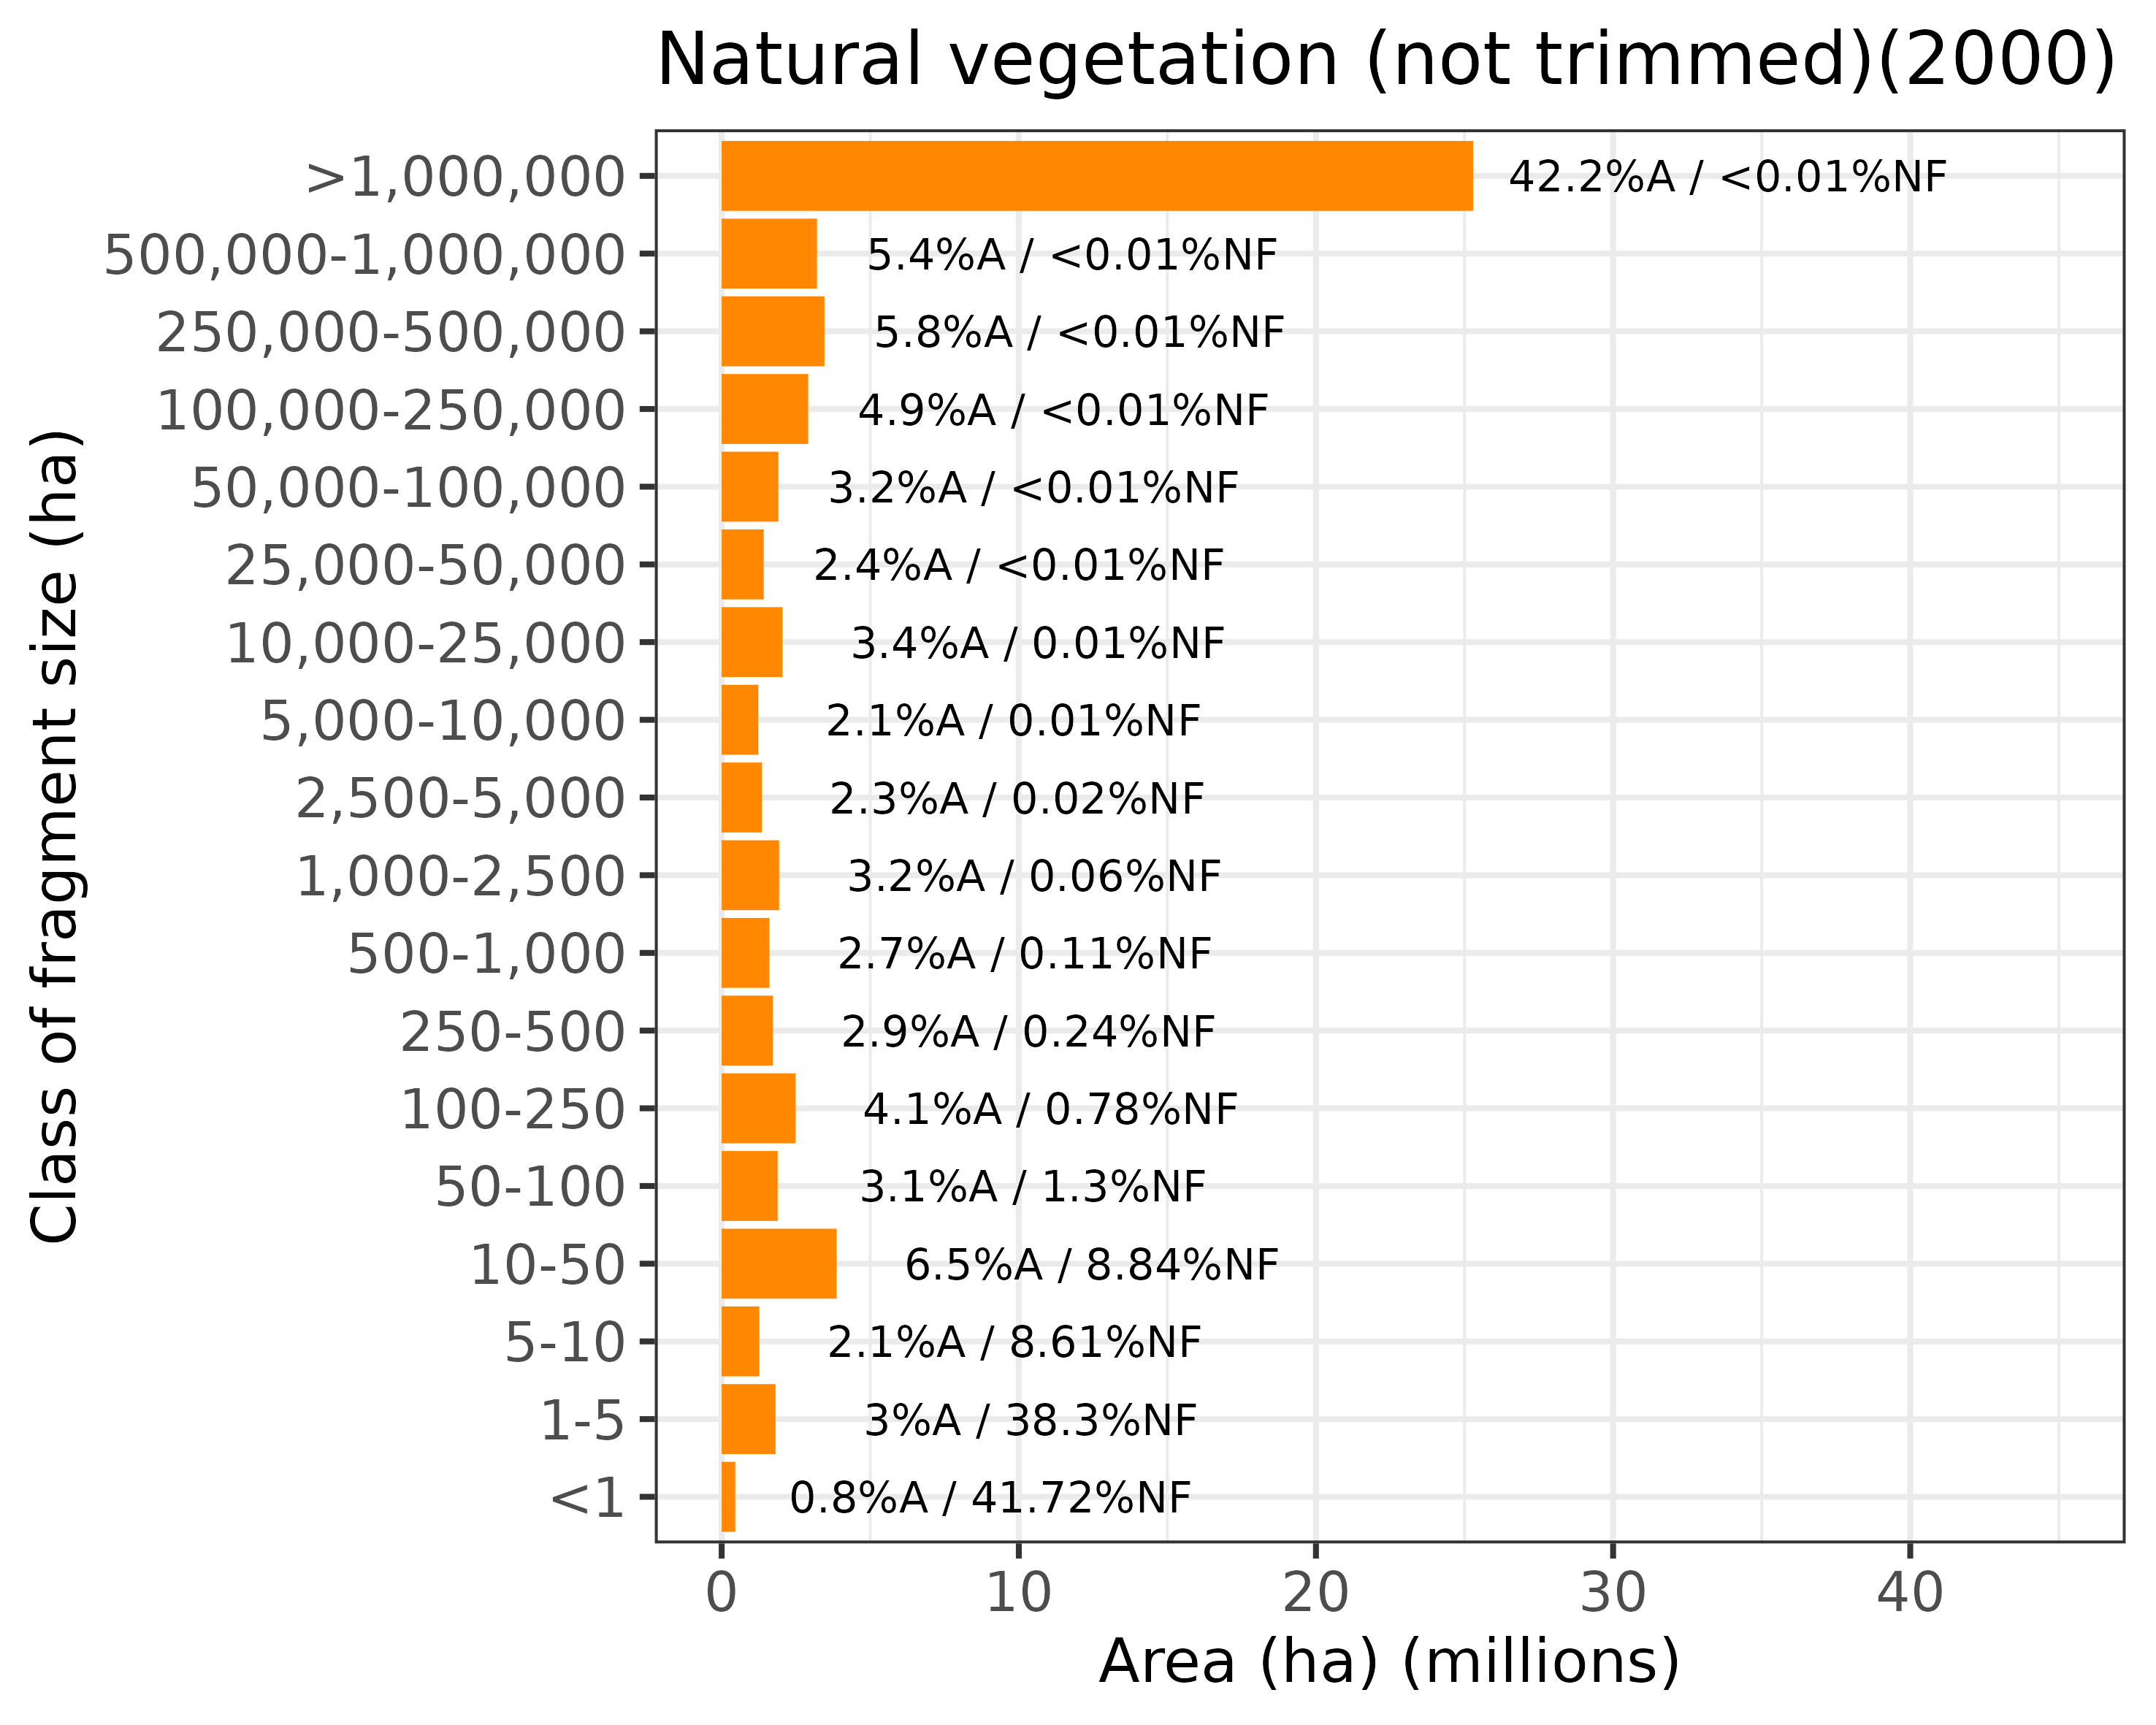 Natural vegetation (not trimmed)(2000)
Class of fragment size (ha)
>1,000,000 42.2%A / <0.01%NF
500,000-1,000,000 5.4%A / <0.01%NF
250,000-500,000 5.8%A / <0.01%NF
100,000-250,000 4.9%A / <0.01%NF
50,000-100,000 3.2%A / <0.01%NF
25,000-50,000 2.4%A / <0.01%NF
10,000-25,000 3.4%A / 0.01%NF
5,000-10,000 2.1%A / 0.01%NF
2,500-5,000 2.3%A / 0.02%NF
1,000-2,500 3.2%A / 0.06%NF
500-1,000 2.7%A / 0.11%NF
250-500 2.9%A / 0.24%NF
100-250 4.1%A / 0.78%NF
50-100 3.1%A / 1.3%NF
10-50 6.5%A / 8.84%NF
5-10 2.1%A / 8.61%NF
1-5 3%A / 38.3%NF
<1 0.8%A / 41.72%NF
0 10 20 30 40
Area (ha) (millions)